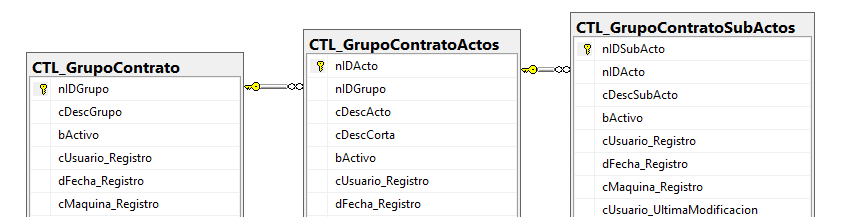 CTL_GrupoContrato
nIDGrupo
cDescGrupo
bActivo
cUsuario_Registro
dFecha_Registro
cMaquina_Registro
CTL_GrupoContratoActos
nIDActo
nIDGrupo
cDescActo
cDescCorta
bActivo
cUsuario_Registro
dFecha_Registro
CTL_GrupoContratoSubActos
nIDSubActo
nIDActo
cDescSubActo
bActivo
cUsuario_Registro
dFecha_Registro
cMaquina_Registro
cUsuario_UltimaModificacion